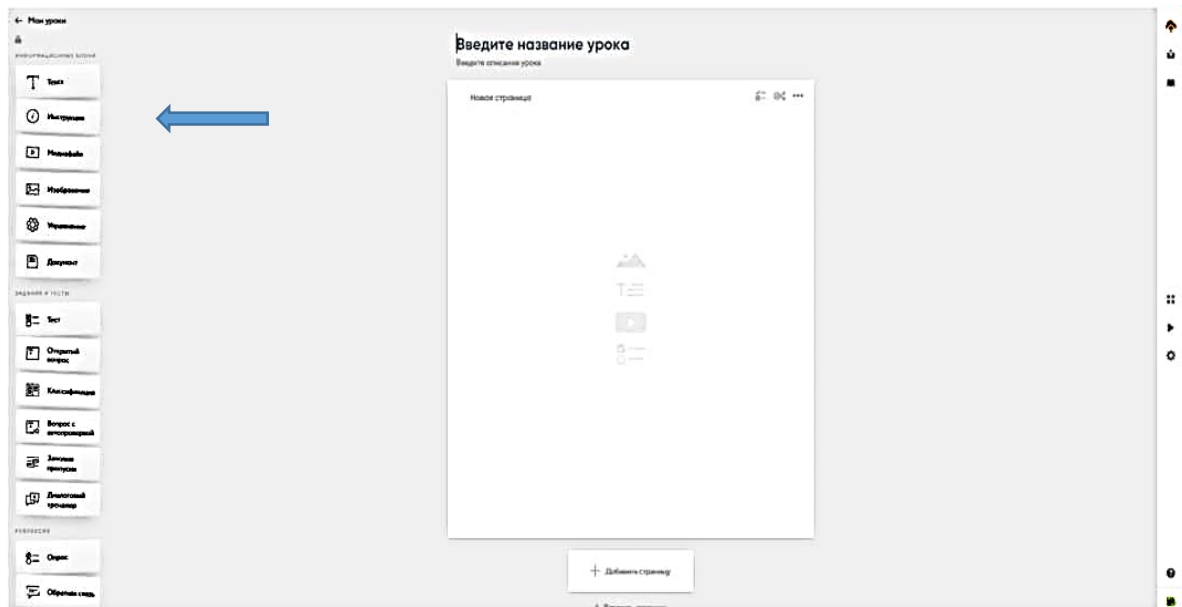 ← Мои уроки
ИНФОРМАЦИОННЫЕ БЛОКИ
Текст
Инструкция
Медиафайл
Изображение
Упражнение
Документ
ЗАДАНИЯ И ТЕСТЫ
Тест
Открытый
вопрос
Классификация
Вопрос с
автопроверкой
Заполни
пропуски
Диалоговый
тренажер
РЕФЛЕКСИЯ
Опрос
Обратная связь
Введите название урока
Введите описание урока
Новая страница
+ Добавить страницу